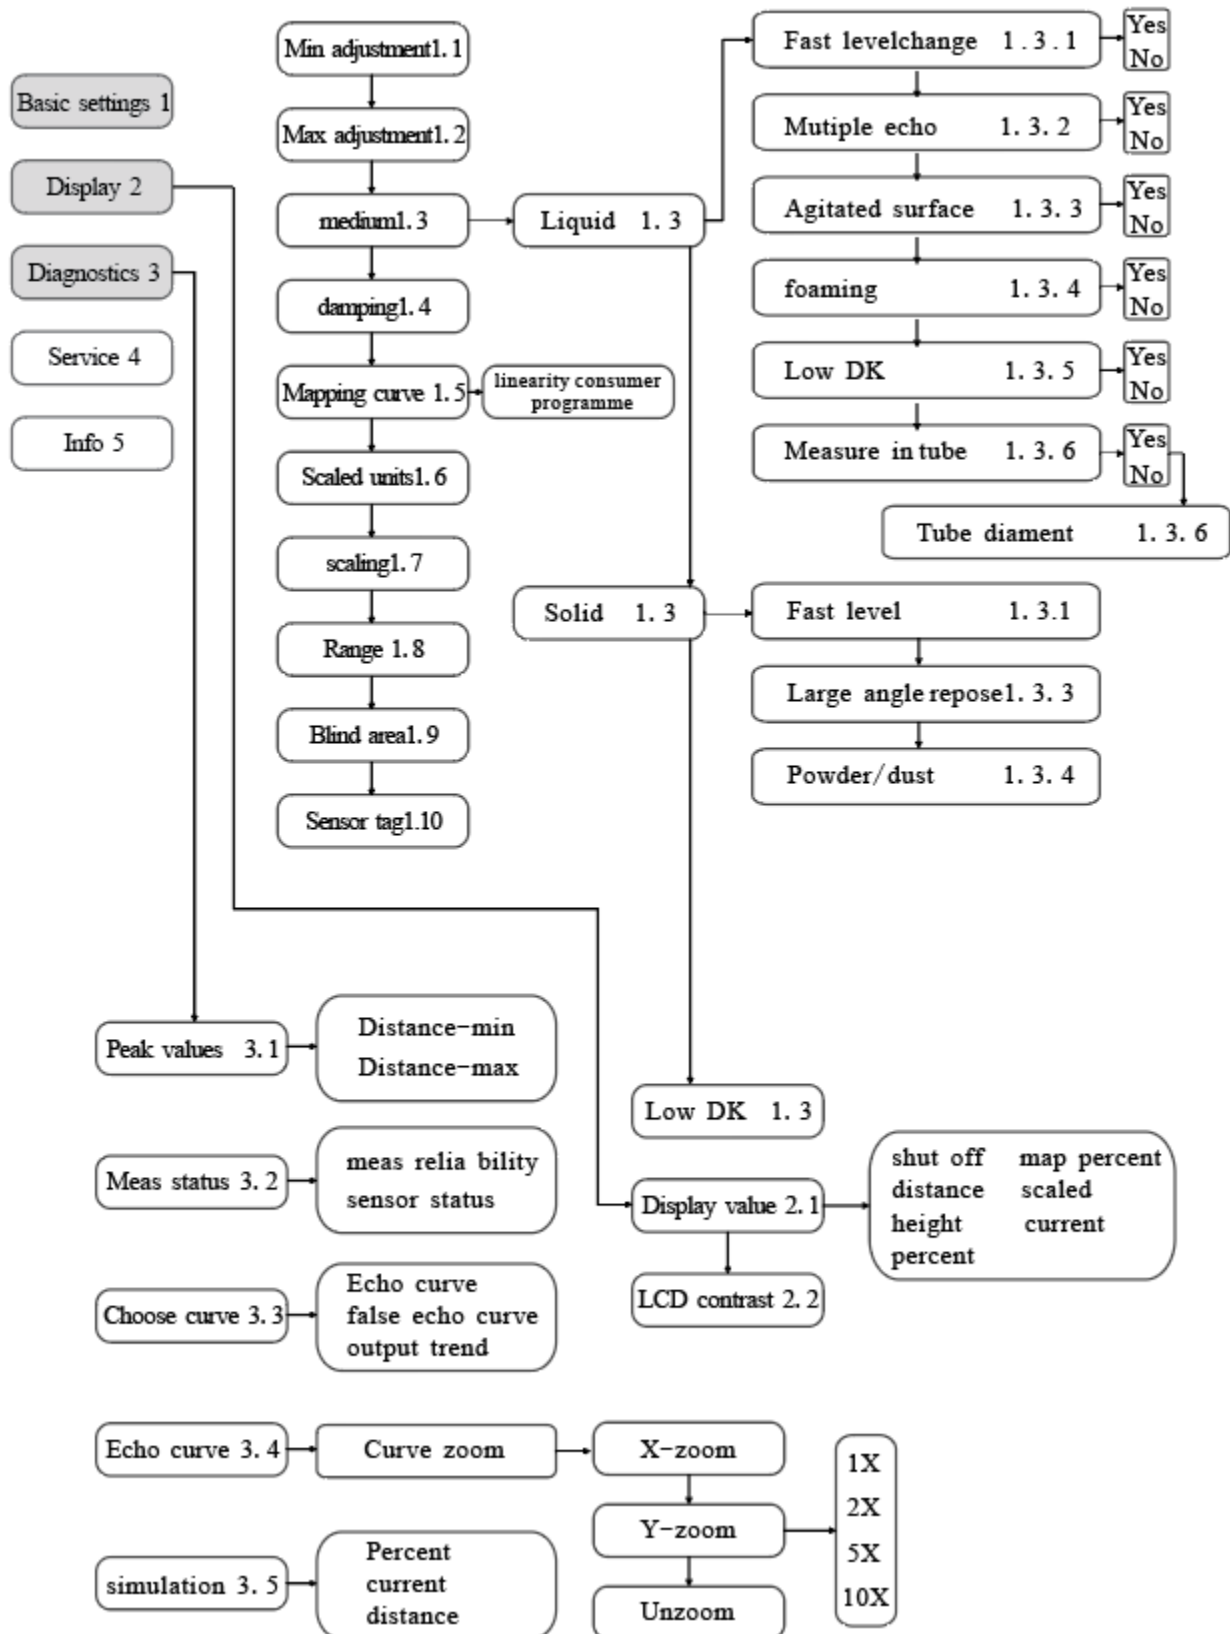 Basic settings 1
Display 2
Diagnostics 3
Service 4
Info 5
Min adjustment1. 1
Max adjustment1. 2
medium1. 3
damping1. 4
Mapping curve 1. 5
linearity consumer
programme
Scaled units1. 6
scaling1. 7
Range 1. 8
Blind area1. 9
Sensor tag1.10
Liquid 1. 3
Fast levelchange 1 . 3 . 1
Yes
No
Mutiple echo 1. 3. 2
Yes
No
Agitated surface 1. 3. 3
Yes
No
foaming 1. 3. 4
Yes
No
Low DK 1. 3. 5
Yes
No
Measure in tube 1. 3. 6
Yes
No
Tube diament 1. 3. 6
Solid 1. 3
Fast level 1. 3.1
Large angle repose1. 3. 3
Powder/dust 1. 3. 4
Low DK 1. 3
Display value 2. 1
shut off map percent
distance scaled
height current
percent
LCD contrast 2. 2
Peak values 3. 1
Distance-min
Distance-max
Meas status 3. 2
meas relia bility
sensor status
Choose curve 3. 3
Echo curve
false echo curve
output trend
Echo curve 3. 4
Curve zoom
X-zoom
Y-zoom
Unzoom
1X
2X
5X
10X
simulation 3. 5
Percent
current
distance